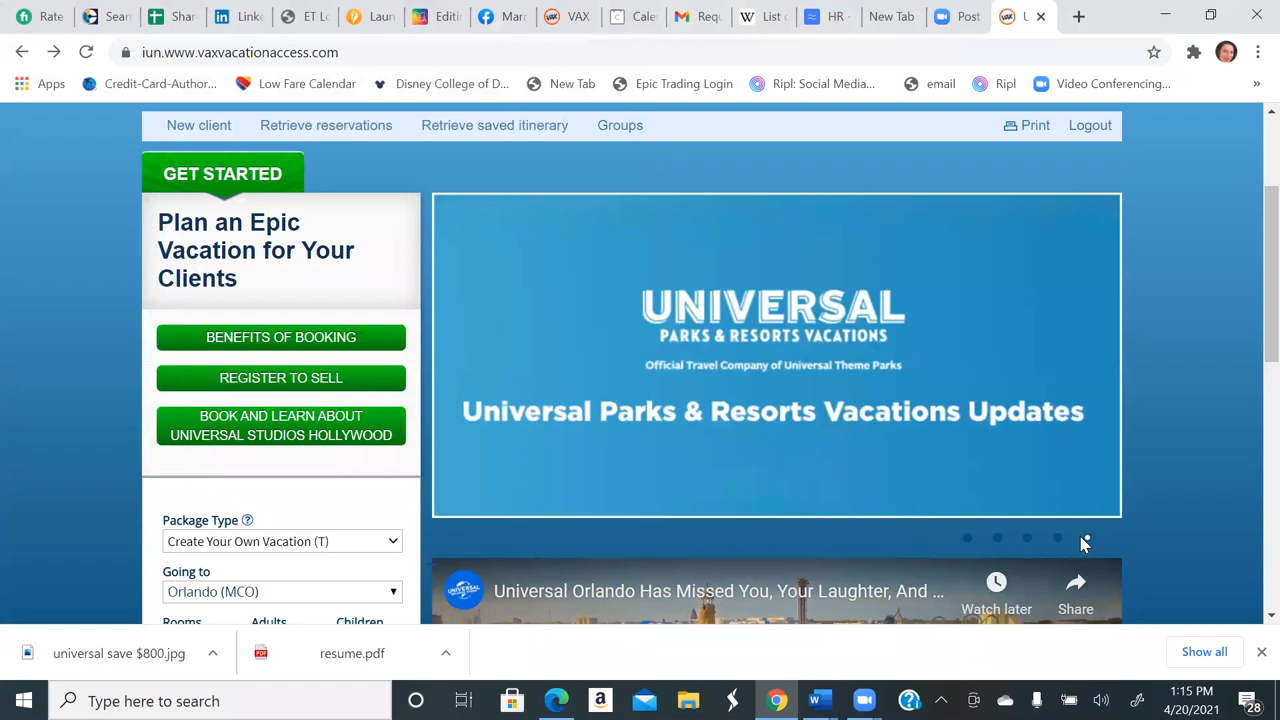 Rate
Sear
Share
Linke
ET Lo
Laun
Editi
Mar
VAX
Cale
Req
List o
HR -
New Tab
Post
U
iun.www.vaxvacationaccess.com
Apps
Credit-Card-Author...
Low Fare Calendar
Disney College of D...
New Tab
Epic Trading Login
Ripl: Social Media...
email
Ripl
Video Conferencing...
»
New client
Retrieve reservations
Retrieve saved itinerary
Groups
Print
Logout
GET STARTED
Plan an Epic
Vacation for Your
Clients
BENEFITS OF BOOKING
REGISTER TO SELL
BOOK AND LEARN ABOUT
UNIVERSAL STUDIOS HOLLYWOOD
Package Type
Create Your Own Vacation (T)
Going to
Orlando (MCO)
Rooms Adults Children
UNIVERSAL
PARKS & RESORTS VACATIONS
Official Travel Company of Universal Theme Parks
Universal Parks & Resorts Vacations Updates
Universal Orlando Has Missed You, Your Laughter, And ...
Watch later
Share
universal save $800.jpg
resume.pdf
Show all
Type here to search
1:15 PM
4/20/2021
28